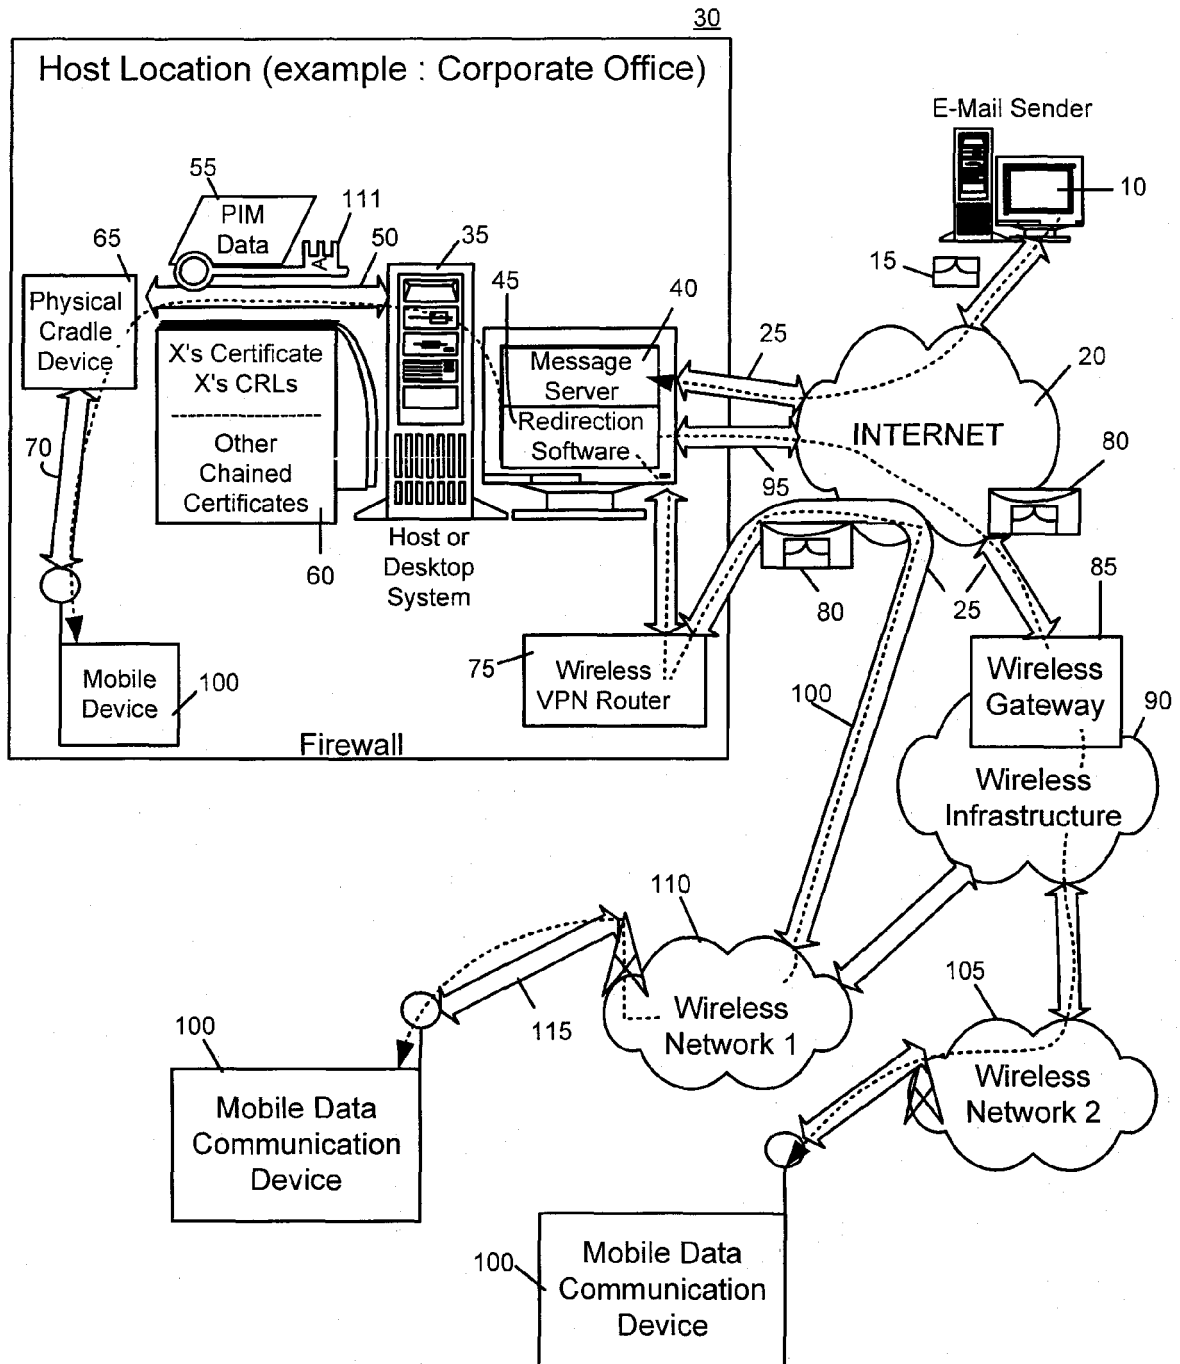 30
Host Location (example : Corporate Office)
E-Mail Sender
10
15
55
PIM
Data
111
A
50
65
35
Physical
Cradle
Device
45
40
25
20
X's Certificate
X's CRLs
Message
Server
Redirection
Software
INTERNET
Other
Chained
Certificates
70
95
80
60
Host or
Desktop
System
80
25
85
75
Wireless
VPN Router
Mobile
Device
100
100
Wireless
Gateway
90
Firewall
Wireless
Infrastructure
110
105
115
Wireless
Network 1
100
Wireless
Network 2
Mobile Data
Communication
Device
100
Mobile Data
Communication
Device